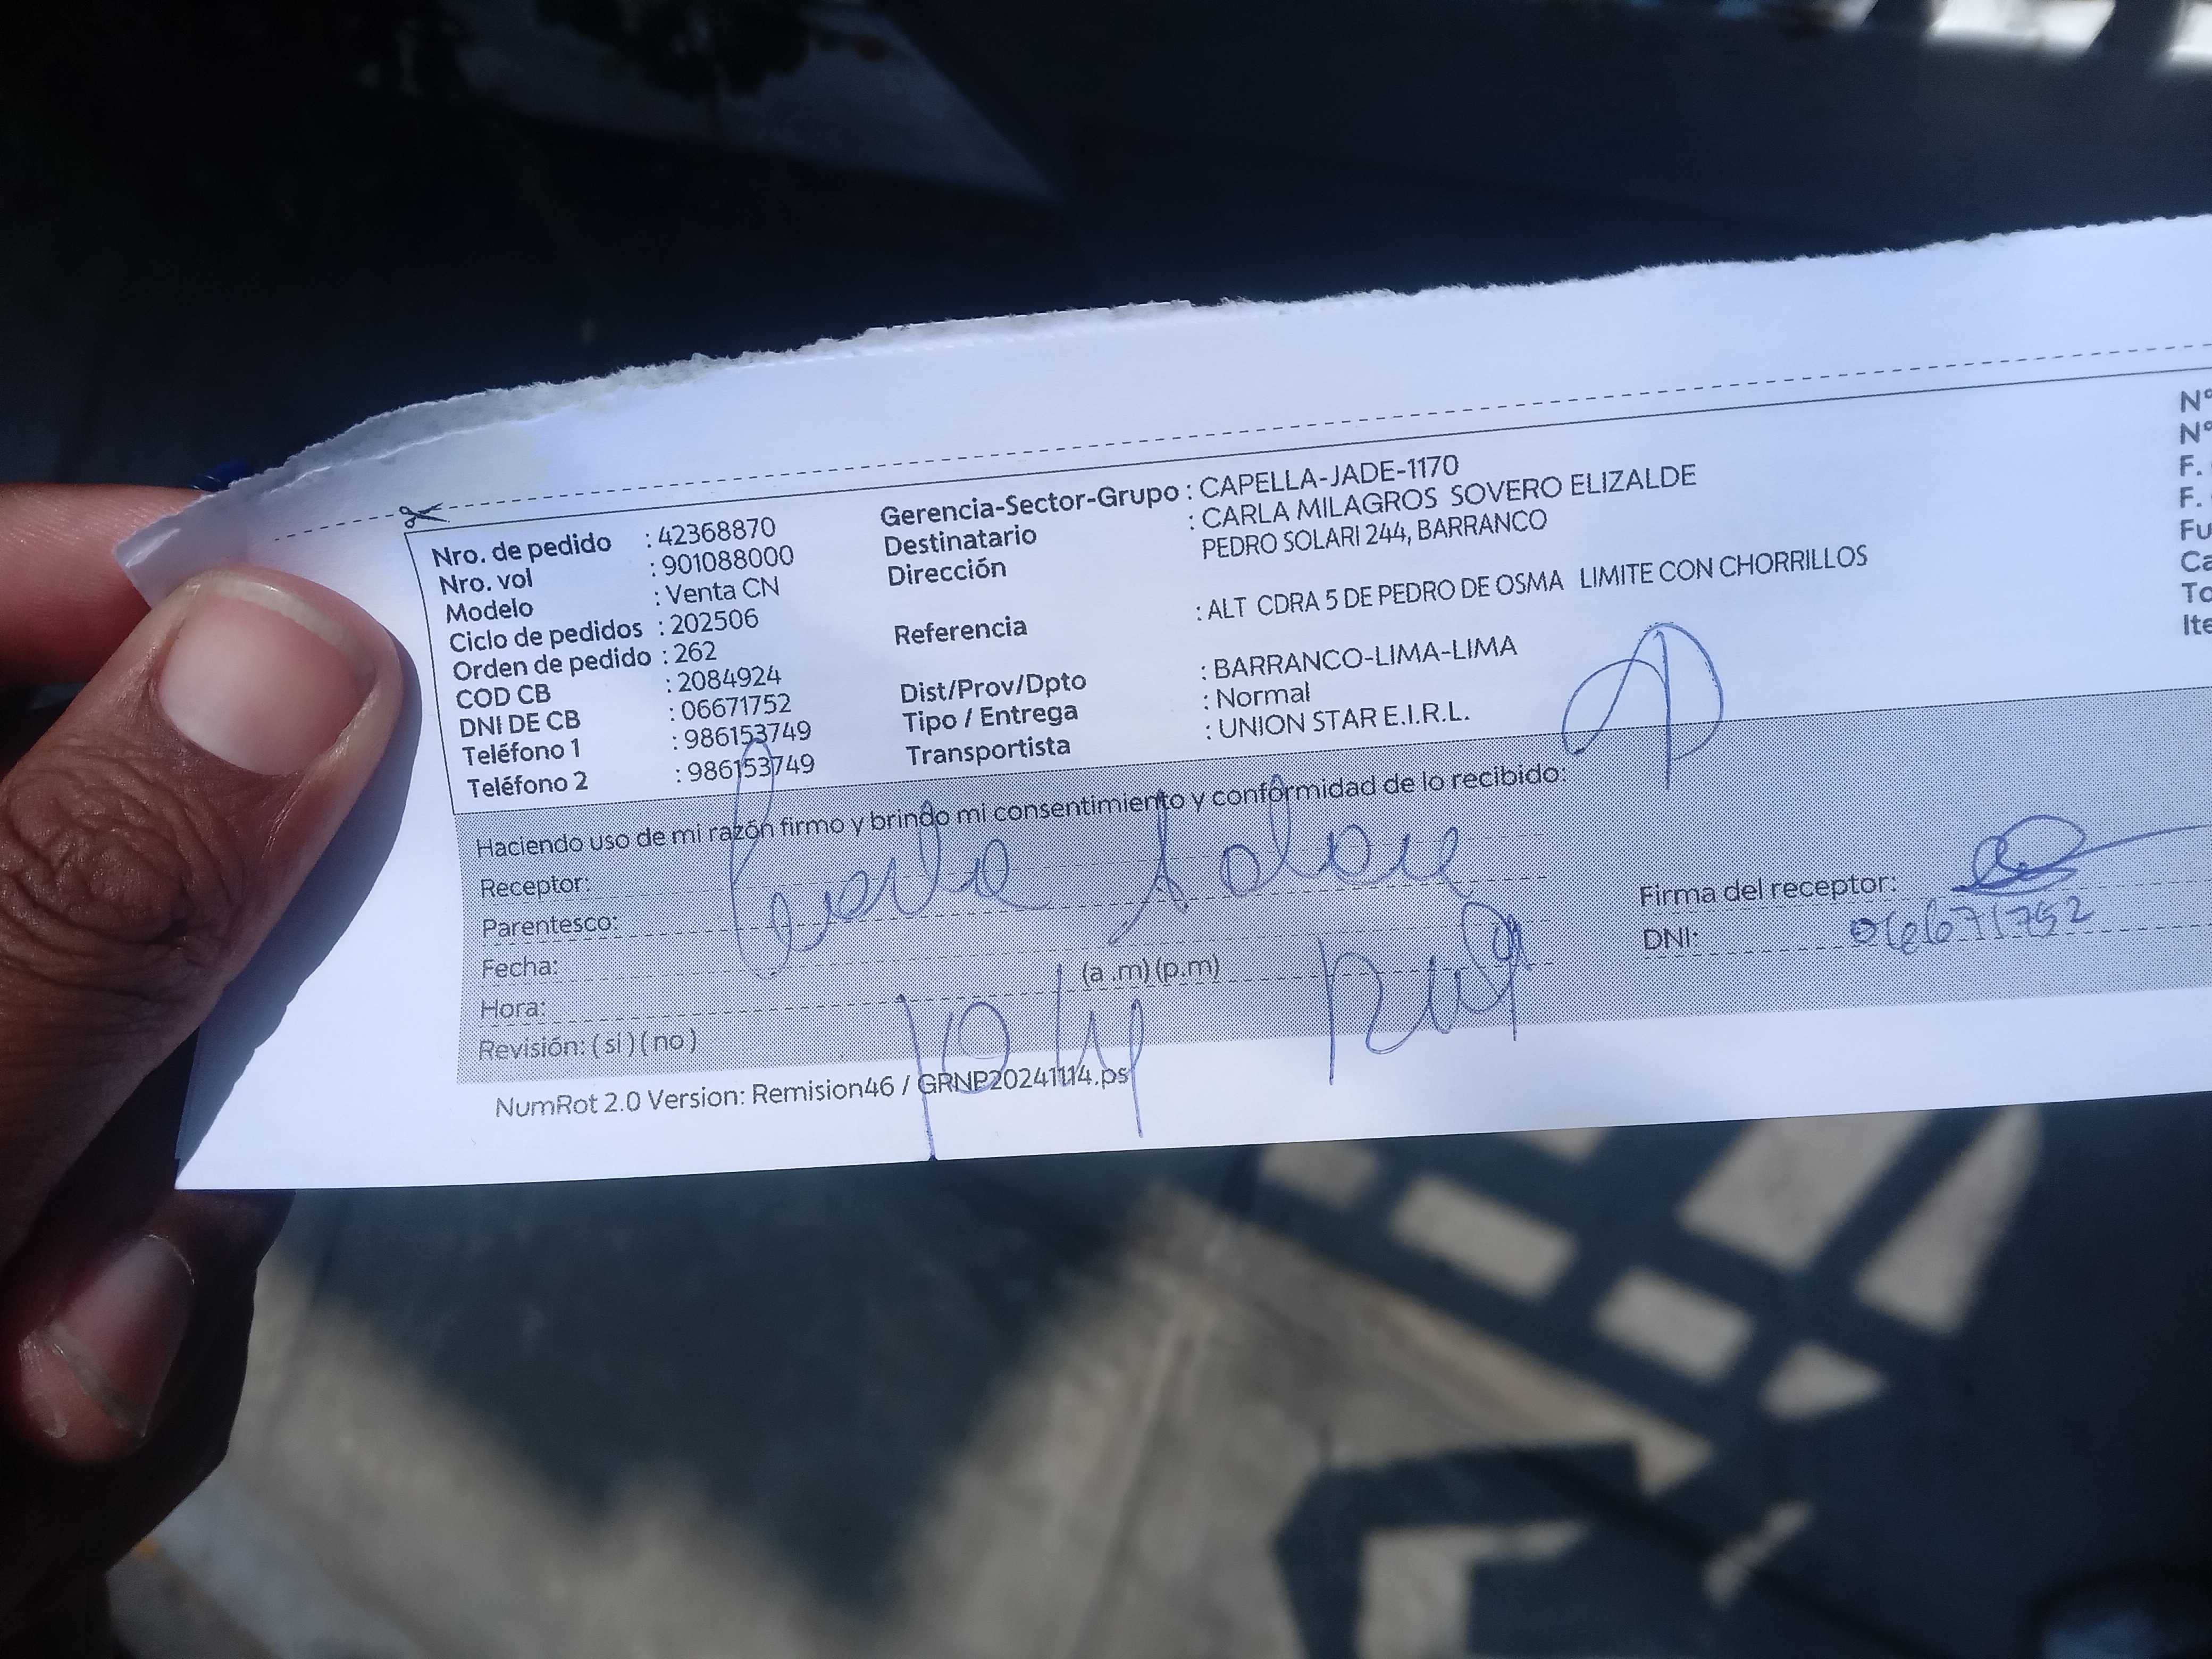 Nro. de pedido : 42368870
Nro. vol : 901088000
Modelo : Venta CN
Ciclo de pedidos : 202506
Orden de pedido : 262
COD CB : 2084924
DNI DE CB : 06671752
Teléfono 1 : 986153749
Teléfono 2 : 986153749
Gerencia-Sector-Grupo : CAPELLA-JADE-1170
Destinatario : CARLA MILAGROS SOVERO ELIZALDE
Dirección PEDRO SOLARI 244, BARRANCO
Referencia : ALT CDRA 5 DE PEDRO DE OSMA LIMITE CON CHORRILLOS
Dist/Prov/Dpto : BARRANCO-LIMA-LIMA
Tipo / Entrega : Normal
Transportista : UNION STAR E.I.R.L.
N°
N°
F.
F.
Fu
Ca
To
Ite
Haciendo uso de mi razón firmo y brindo mi consentimiento y conformidad de lo recibido:
Receptor:
Parentesco:
Fecha:
Hora: (a.m)(p.m)
Revisión: (si)(no)
Firma del receptor:
DNI: 06671752
NumRot 2.0 Version: Remision46 / GRNP20241114.ps